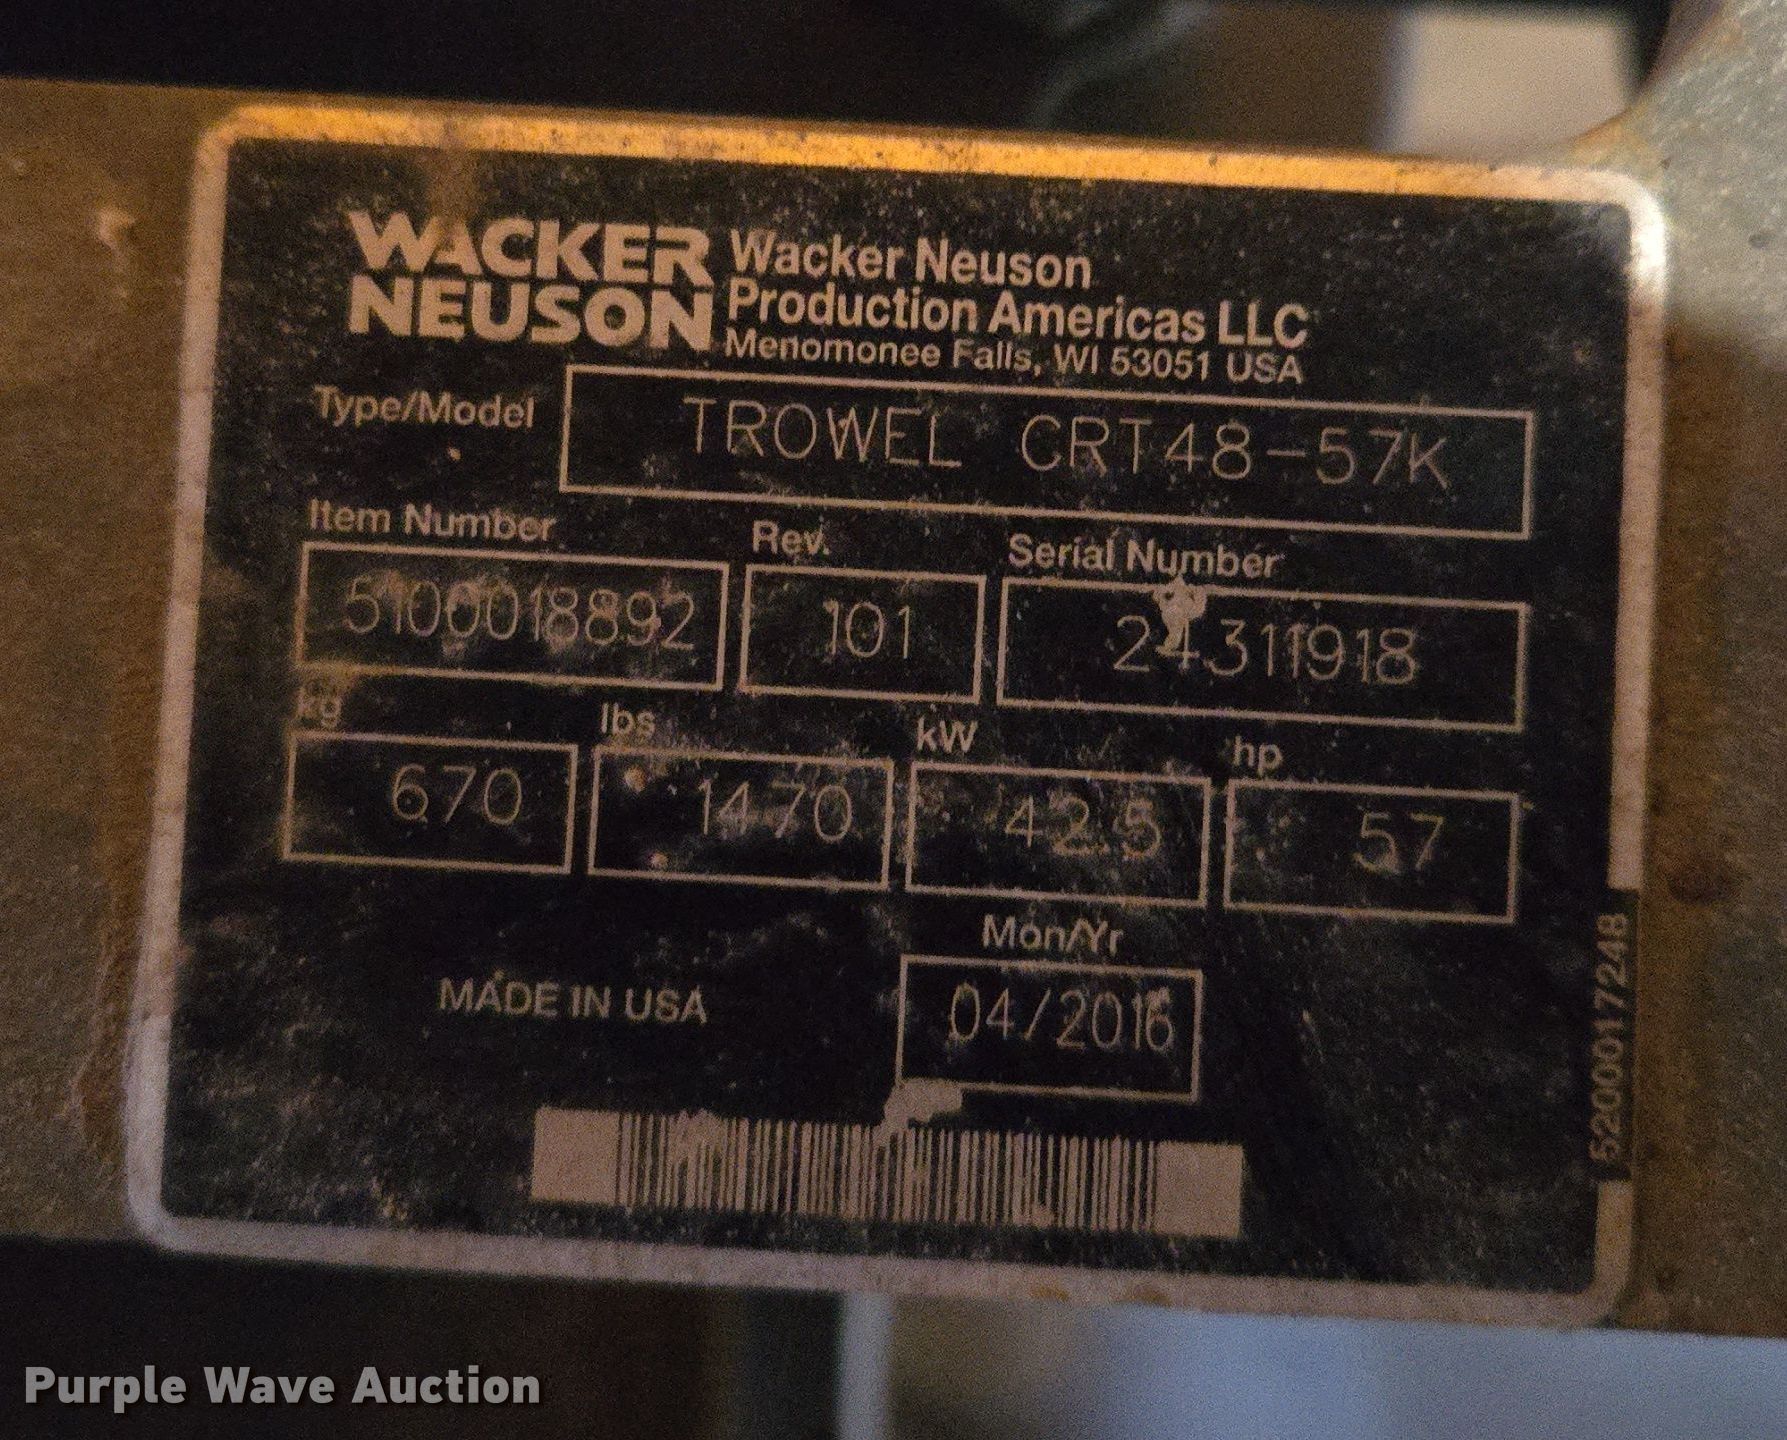 WACKER NEUSON
Wacker Neuson
Production Americas LLC
Menomonee Falls, WI 53051 USA
Type/Model
TROWEL CRT48-57K
Item Number Rev. Serial Number
5100018892 101 24311918
kg lbs kW hp
670 1470 42.5 57
Mon/Yr
MADE IN USA 04/2016
5200017248
Purple Wave Auction